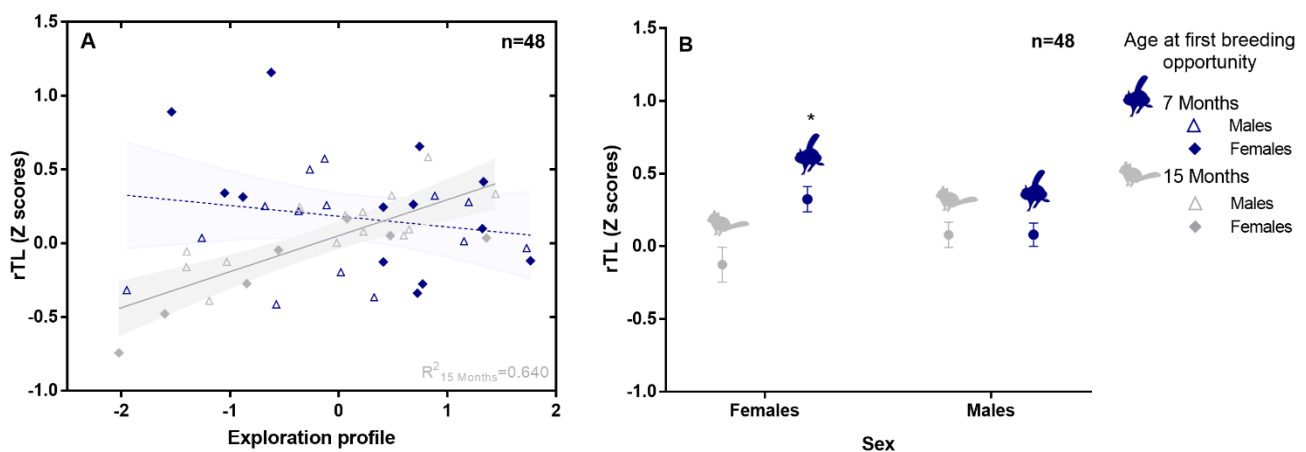 A
n=48
rTL (Z scores)
1.5
1.0
0.5
0.0
-0.5
-1.0
R² 15 Months=0.640
-2
-1
0
1
2
Exploration profile
B
n=48
rTL (Z scores)
1.5
1.0
0.5
0.0
-0.5
-1.0
*
Females
Males
Sex
Age at first breeding
opportunity
7 Months
Males
Females
15 Months
Males
Females